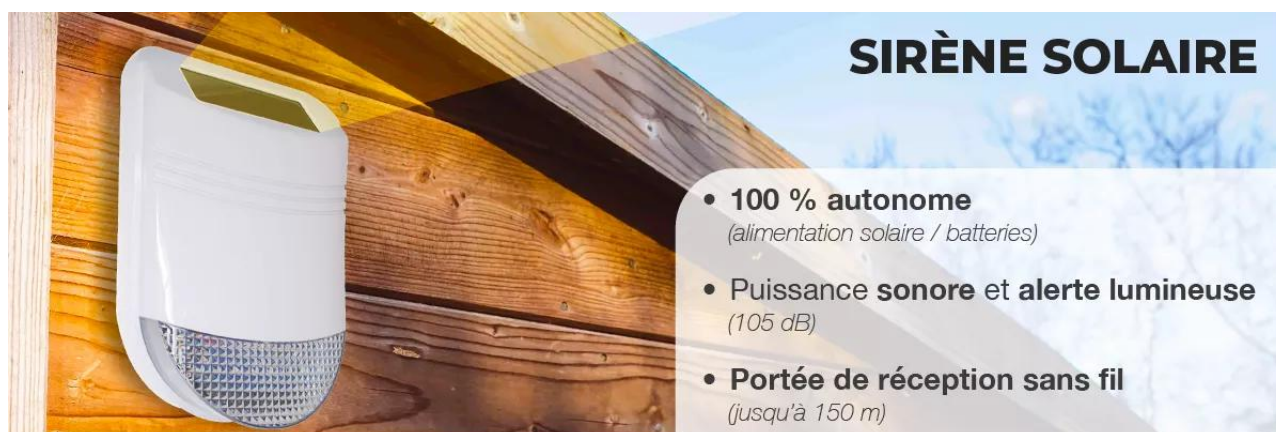 SIRÈNE SOLAIRE
• 100 % autonome
(alimentation solaire / batteries)
• Puissance sonore et alerte lumineuse
(105 dB)
• Portée de réception sans fil
(jusqu'à 150 m)